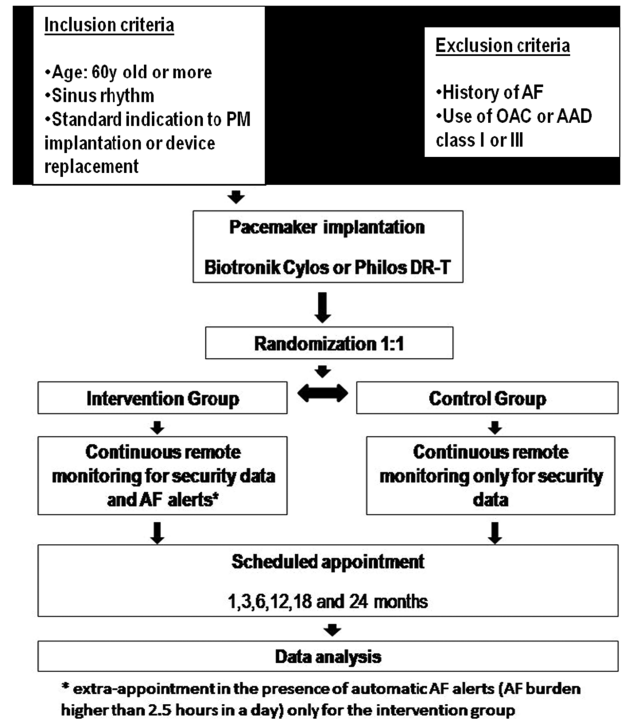 Inclusion criteria
•Age: 60y old or more
•Sinus rhythm
•Standard indication to PM
implantation or device
replacement
Exclusion criteria
•History of AF
•Use of OAC or AAD
class I or III
Pacemaker implantation
Biotronik Cylos or Philos DR-T
Randomization 1:1
Intervention Group
Control Group
Continuous remote
monitoring for security data
and AF alerts*
Continuous remote
monitoring only for security
data
Scheduled appointment
1,3,6,12,18 and 24 months
Data analysis
* extra-appointment in the presence of automatic AF alerts (AF burden
higher than 2.5 hours in a day) only for the intervention group